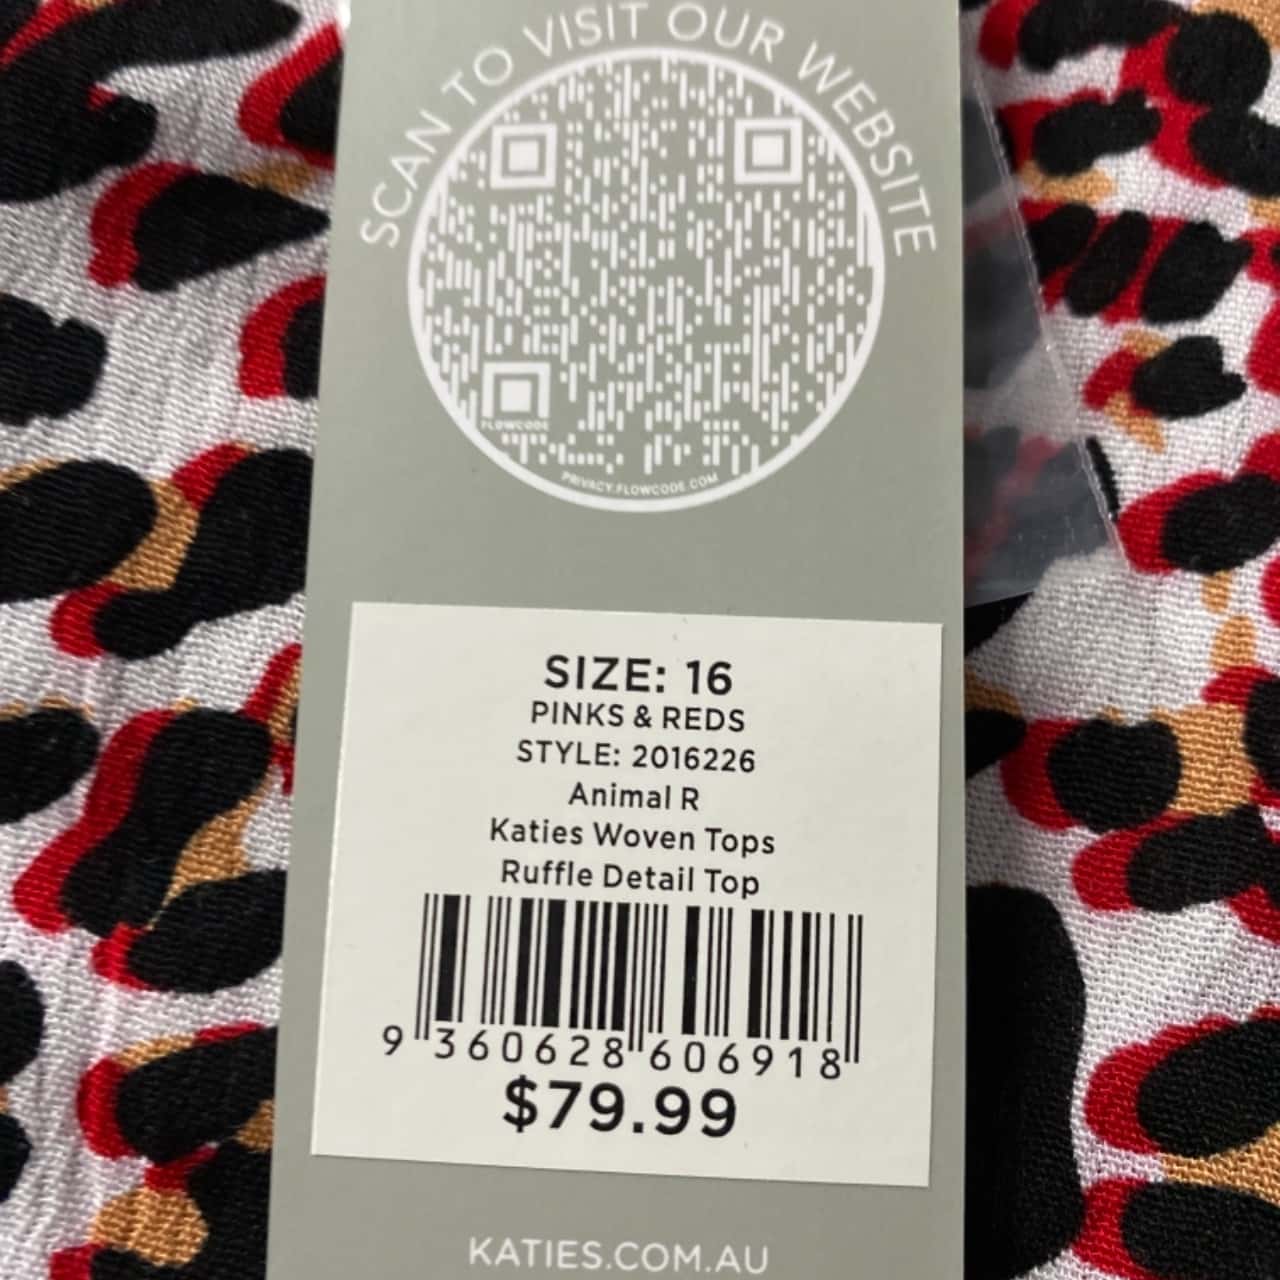 SCAN TO VISIT OUR WEBSITE
FLOWCODE
PRIVACY.FLOWCODE.COM
SIZE: 16
PINKS & REDS
STYLE: 2016226
Animal R
Katies Woven Tops
Ruffle Detail Top
9 360628 606918
$79.99
KATIES.COM.AU